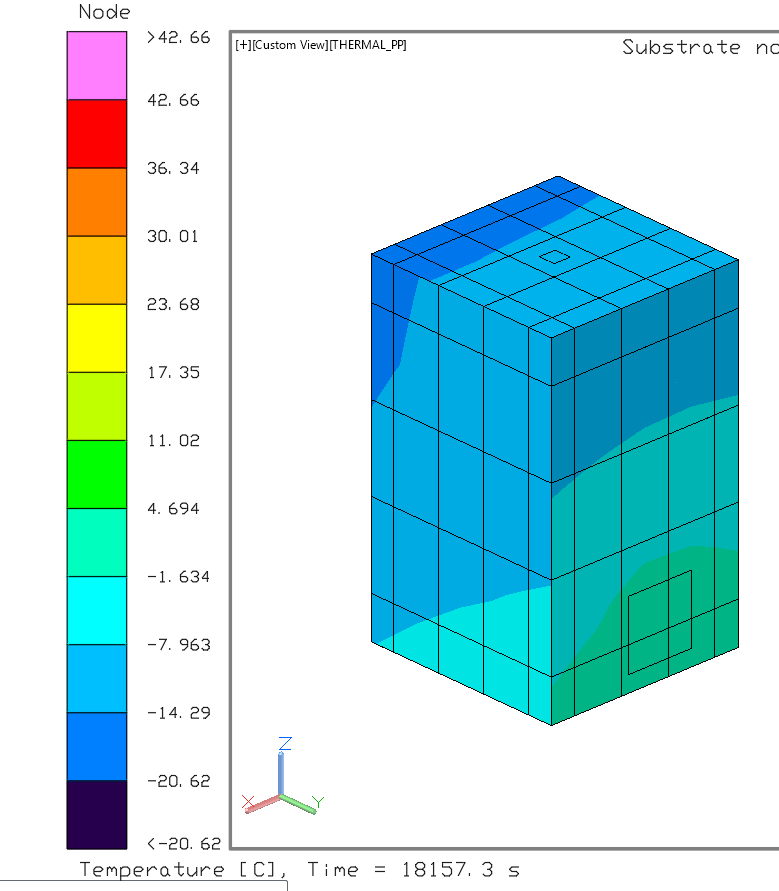 Node
>42.66
42.66
36.34
30.01
23.68
17.35
11.02
4.694
-1.634
-7.963
-14.29
-20.62
<-20.62
[+][Custom View][THERMAL_PP]
Substrate no
X
Y
Z
Temperature [C], Time = 18157.3 s